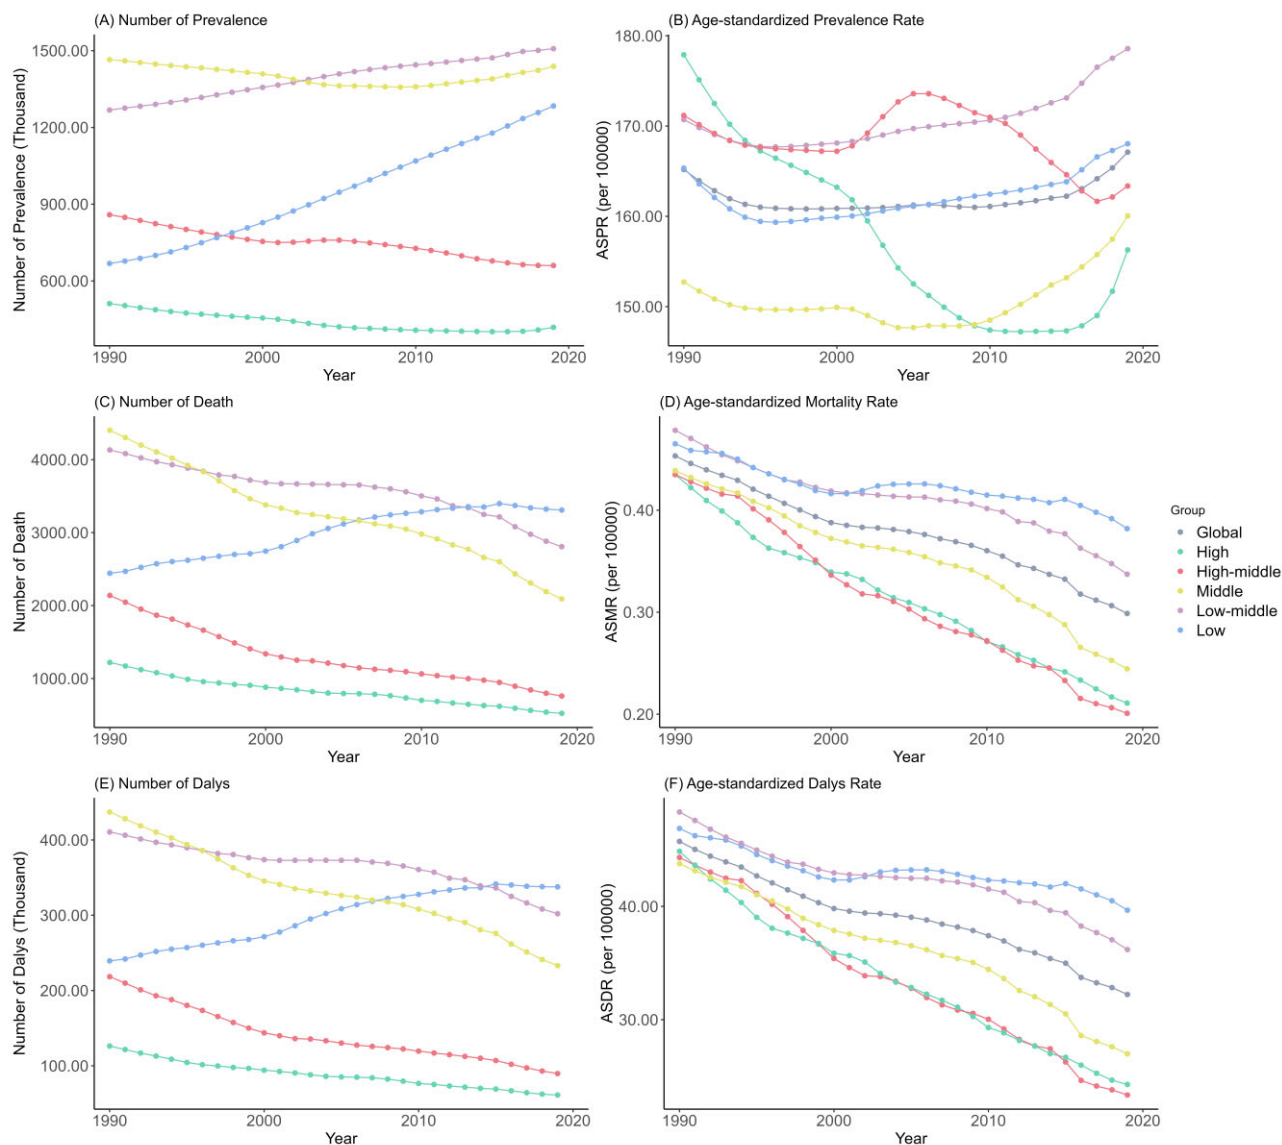 (A) Number of Prevalence
Number of Prevalence (Thousand)
1500.00
1200.00
900.00
600.00
1990
2000
2010
2020
Year
(B) Age-standardized Prevalence Rate
ASPR (per 100000)
180.00
170.00
160.00
150.00
1990
2000
2010
2020
Year
(C) Number of Death
Number of Death
4000.00
3000.00
2000.00
1000.00
1990
2000
2010
2020
Year
(D) Age-standardized Mortality Rate
ASMR (per 100000)
0.40
0.30
0.20
1990
2000
2010
2020
Year
Group
Global
High
High-middle
Middle
Low-middle
Low
(E) Number of Dalys
Number of Dalys (Thousand)
400.00
300.00
200.00
100.00
1990
2000
2010
2020
Year
(F) Age-standardized Dalys Rate
ASDR (per 100000)
40.00
30.00
1990
2000
2010
2020
Year